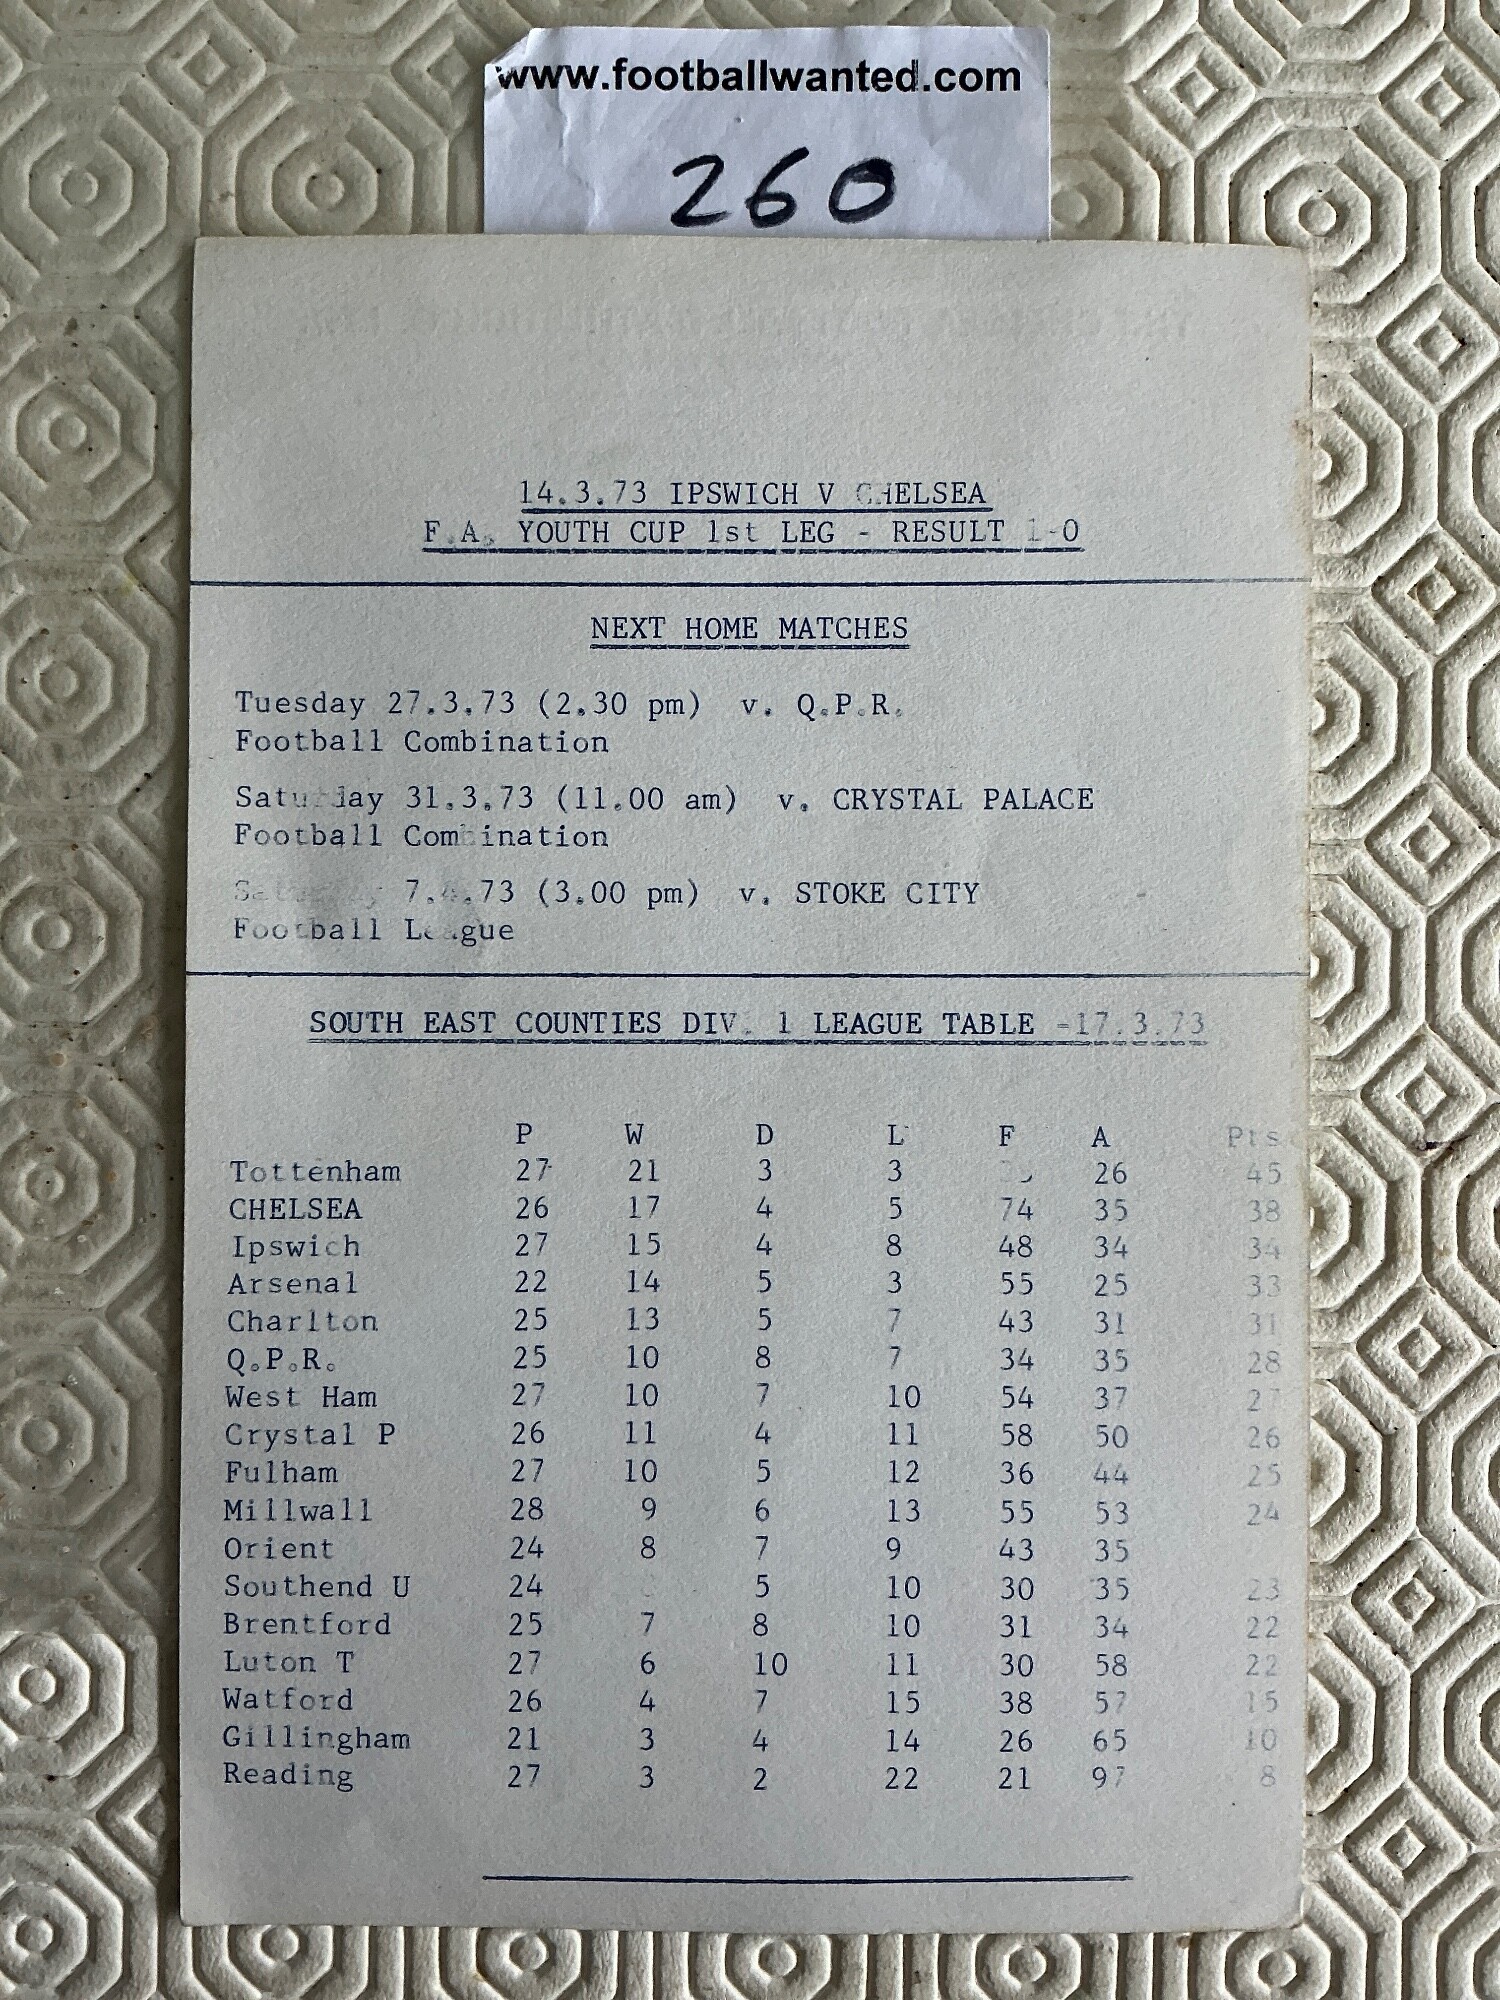 www.footballwanted.com
260
14.3.73 IPSWICH V CHELSEA
F.A. YOUTH CUP 1st LEG - RESULT 1-0
NEXT HOME MATCHES
Tuesday 27.3.73 (2.30 pm) v. Q.P.R.
Football Combination
Saturday 31.3.73 (11.00 am) v. CRYSTAL PALACE
Football Combination
Saturday 7.4.73 (3.00 pm) v. STOKE CITY
Football League
SOUTH EAST COUNTIES DIV. 1 LEAGUE TABLE -17.3.73
P W D L F A Pts
Tottenham 27 21 3 3 26 45
CHELSEA 26 17 4 5 74 35 38
Ipswich 27 15 4 8 48 34 34
Arsenal 22 14 5 3 55 25 33
Charlton 25 13 5 7 43 31 31
Q.P.R. 25 10 8 7 34 35 28
West Ham 27 10 7 10 54 37 27
Crystal P 26 11 4 11 58 50 26
Fulham 27 10 5 12 36 44 25
Millwall 28 9 6 13 55 53 24
Orient 24 8 7 9 43 35
Southend U 24 5 10 30 35 23
Brentford 25 7 8 10 31 34 22
Luton T 27 6 10 11 30 58 22
Watford 26 4 7 15 38 57 15
Gillingham 21 3 4 14 26 65 10
Reading 27 3 2 22 21 97 8